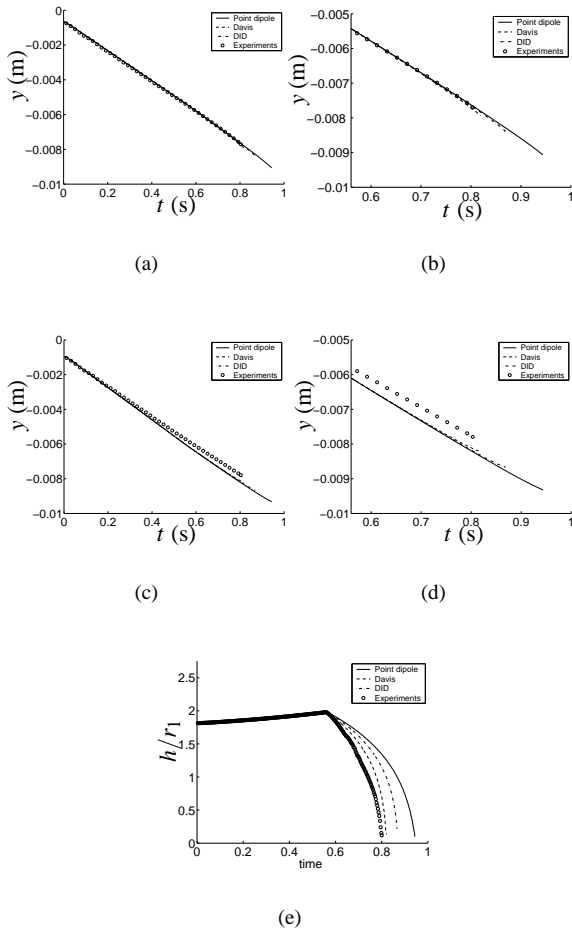 0
−0.002
−0.004
−0.006
−0.008
−0.01
0 0.2 0.4 0.6 0.8 1
y (m)
t (s)
Point dipole
Davis
DID
Experiments
(a)
−0.005
−0.006
−0.007
−0.008
−0.009
−0.01
0.6 0.7 0.8 0.9 1
y (m)
t (s)
Point dipole
Davis
DID
Experiments
(b)
0
−0.002
−0.004
−0.006
−0.008
−0.01
0 0.2 0.4 0.6 0.8 1
y (m)
t (s)
Point dipole
Davis
DID
Experiments
(c)
−0.005
−0.006
−0.007
−0.008
−0.009
−0.01
0.6 0.7 0.8 0.9 1
y (m)
t (s)
Point dipole
Davis
DID
Experiments
(d)
2.5
2
1.5
1
0.5
0
0 0.2 0.4 0.6 0.8 1
h/r1
time
Point dipole
Davis
DID
Experiments
(e)